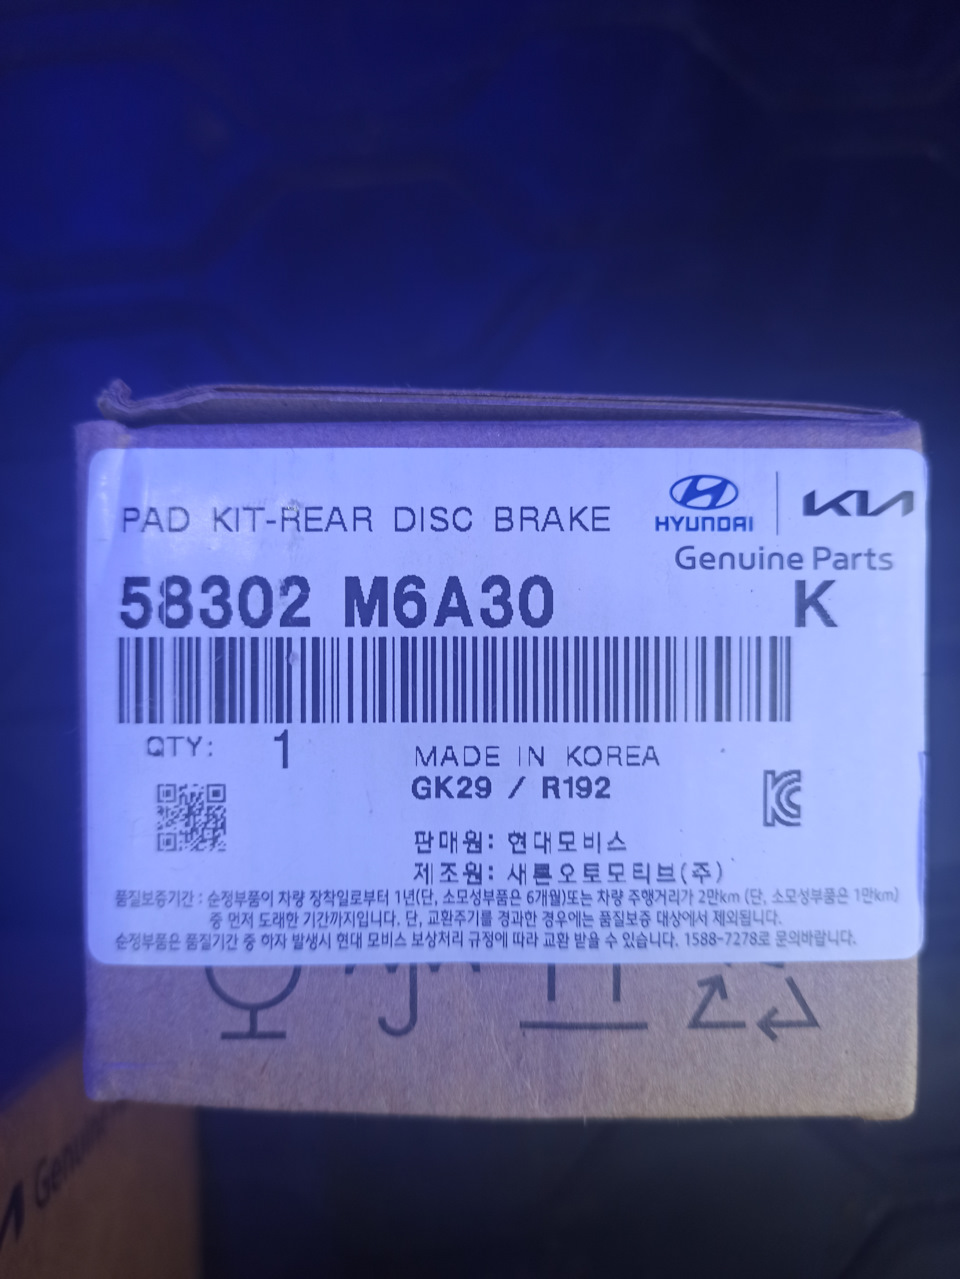 PAD KIT-REAR DISC BRAKE
HYUNDAI
KIA
Genuine Parts
58302 M6A30 K
QTY: 1
MADE IN KOREA
GK29 / R192
판매원: 현대모비스
제조원: 새론오토모티브(주)
품질보증기간 : 순정부품이 차량 장착일로부터 1년(단, 소모성부품은 6개월)또는 차량 주행거리가 2만km (단, 소모성부품은 1만km)
중 먼저 도래한 기간까지입니다. 단, 교환주기를 경과한 경우에는 품질보증 대상에서 제외됩니다.
순정부품은 품질기간 중 하자 발생시 현대 모비스 보상처리 규정에 따라 교환 받을 수 있습니다. 1588-7278로 문의바랍니다.
Genuine